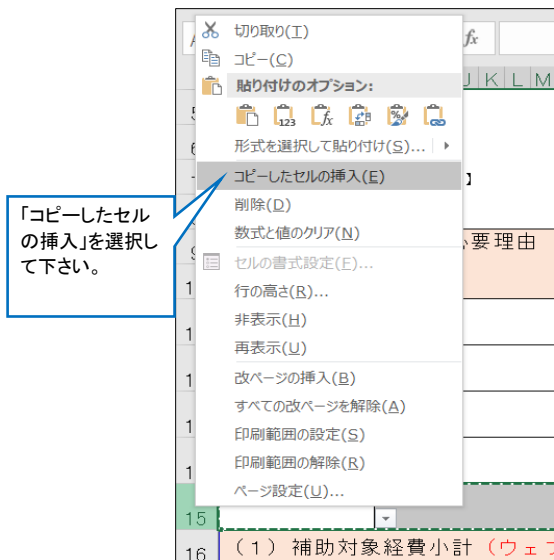 切り取り(T)
コピー(C)
貼り付けのオプション:
123
fx
%
形式を選択して貼り付け(S)...
コピーしたセルの挿入(E)
削除(D)
数式と値のクリア(N)
セルの書式設定(F)...
行の高さ(R)...
非表示(H)
再表示(U)
改ページの挿入(B)
すべての改ページを解除(A)
印刷範囲の設定(S)
印刷範囲の解除(R)
ページ設定(U)...
「コピーしたセル
の挿入」を選択し
て下さい。
fx
J K L M
】
要理由
15
16
(1)補助対象経費小計(ウェブ